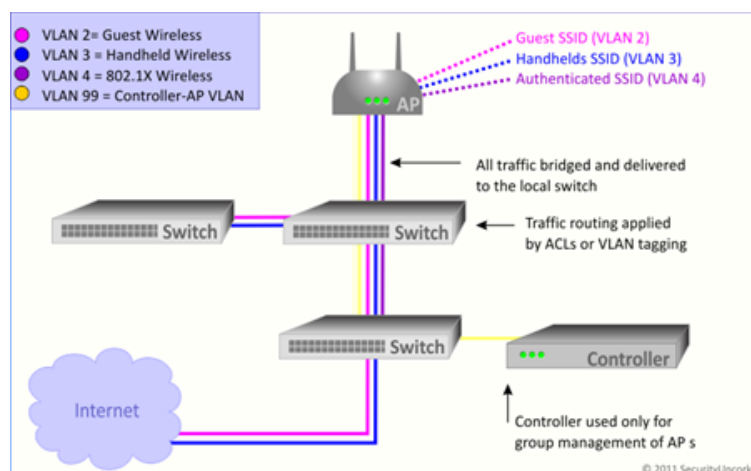 VLAN 2= Guest Wireless
VLAN 3 = Handheld Wireless
VLAN 4 = 802.1X Wireless
VLAN 99 = Controller-AP VLAN
Guest SSID (VLAN 2)
Handhelds SSID (VLAN 3)
Authenticated SSID (VLAN 4)
AP
All traffic bridged and delivered
to the local switch
Switch
Switch
Traffic routing applied
by ACLs or VLAN tagging
Switch
Controller
Internet
Controller used only for
group management of AP s
© 2011 SecurityUncork